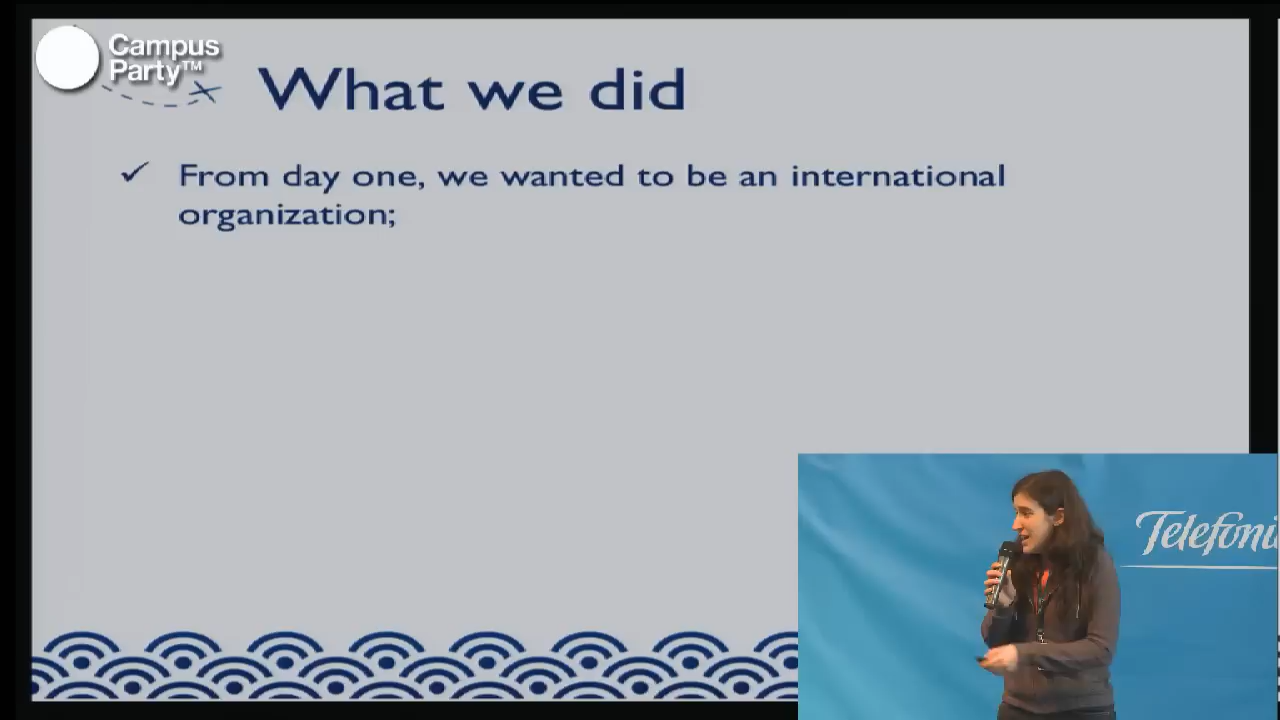 Campus
Party™
What we did
✓ From day one, we wanted to be an international
organization;
Telefoni